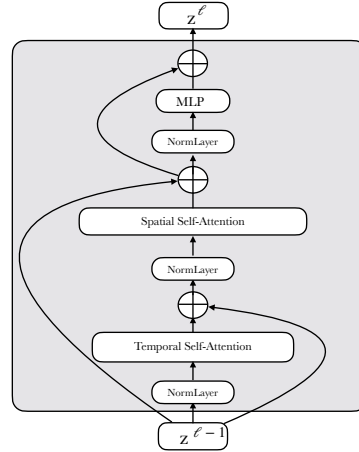 z^ℓ
MLP
NormLayer
Spatial Self-Attention
NormLayer
Temporal Self-Attention
NormLayer
z^{ℓ − 1}